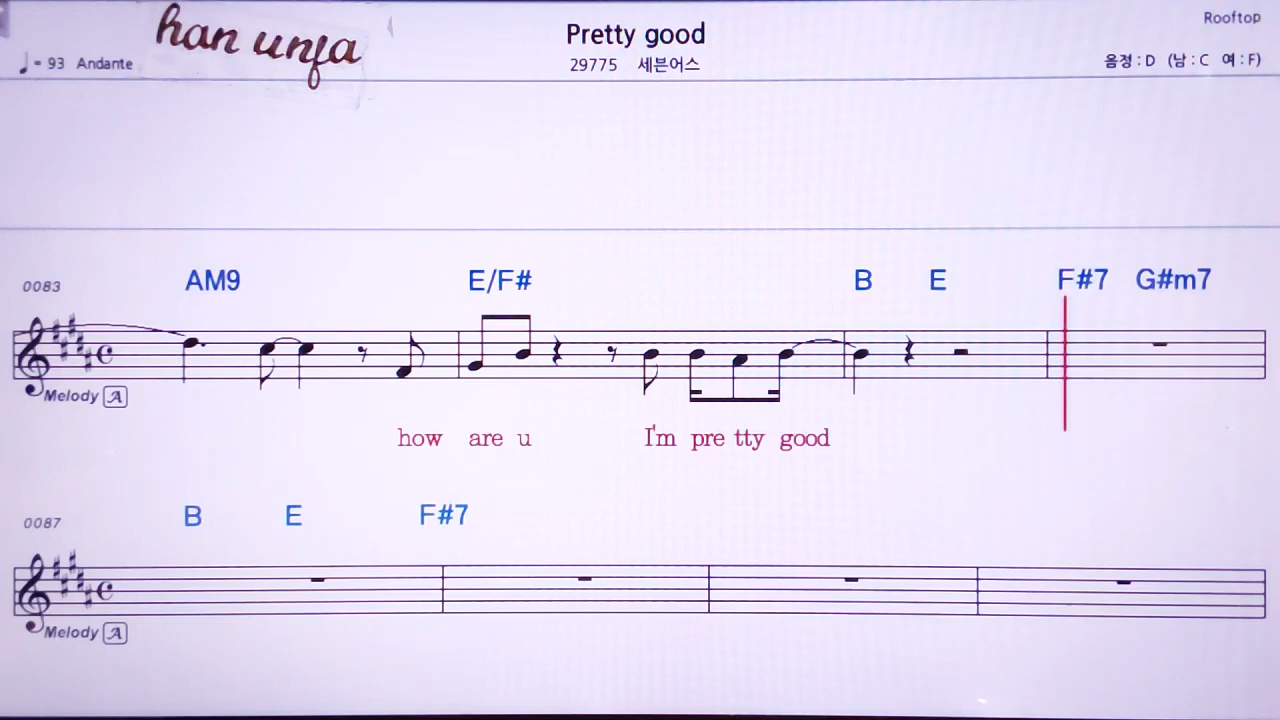 han unfa
Pretty good
Rooftop
♩= 93 Andante
29775 세븐어스
음정 : D (남 : C 여 : F)
0083
AM9 E/F# B E F#7 G#m7
Melody A
how are u I'm pre tty good
0087
B E F#7
Melody A